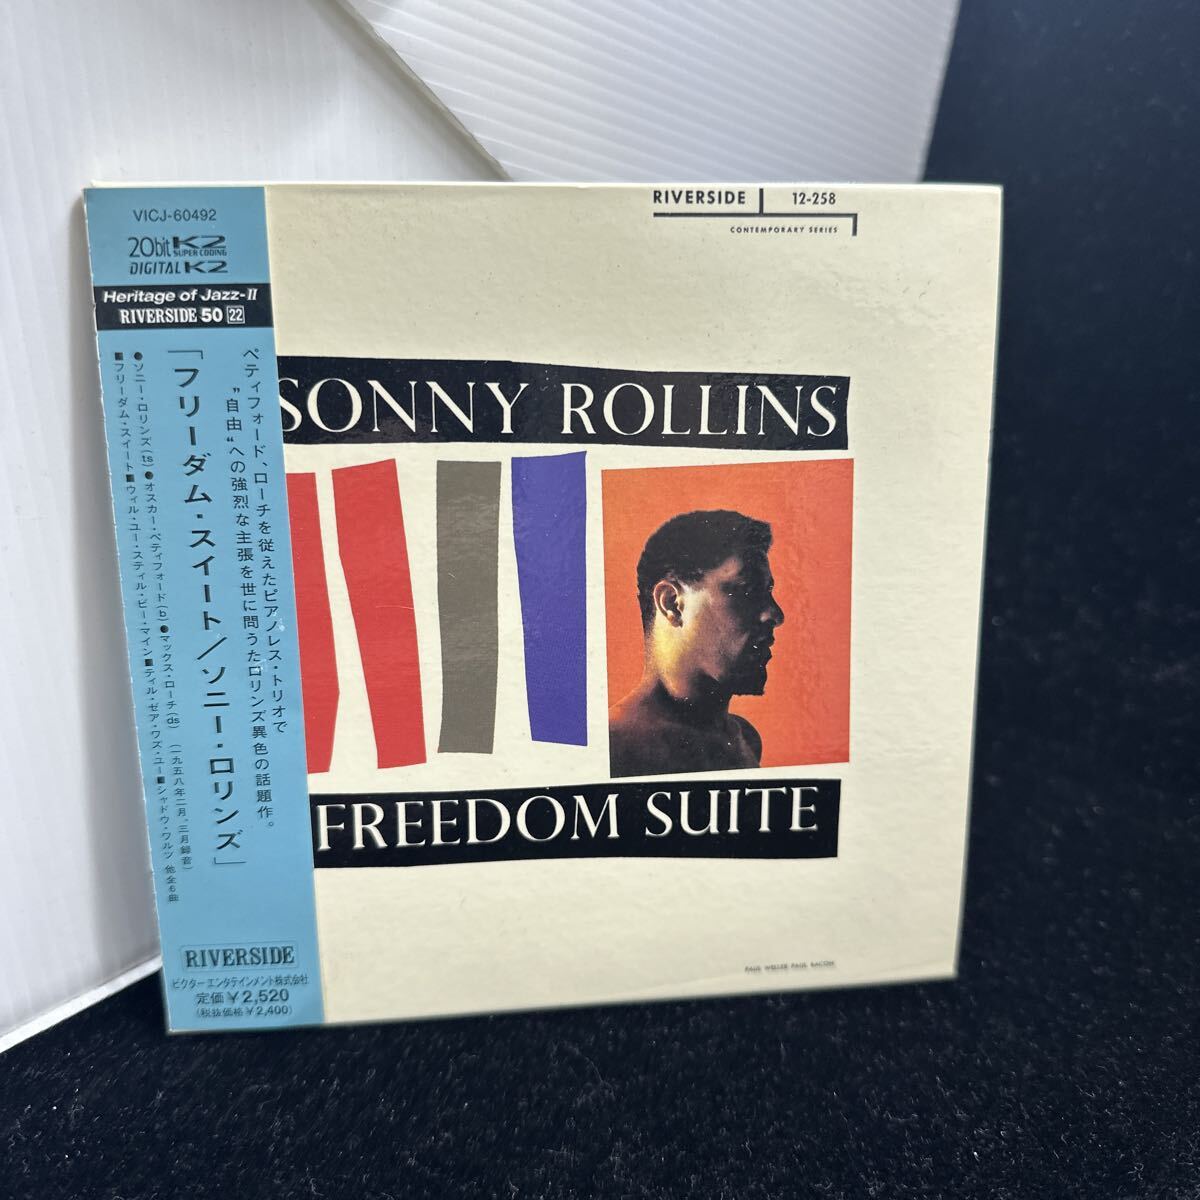 VICJ-60492
20bit K2
SUPER CODING
DIGITAL K2
Heritage of Jazz-II
RIVERSIDE 50 22
ペティフォード、ローチを従えたピアノレス・トリオで
"自由"への強烈な主張を世に問うたロリンズ異色の話題作。
「フリーダム・スイート/ソニー・ロリンズ」
●ソニー・ロリンズ(ts)●オスカー・ペティフォード(b)●マックス・ローチ(ds) (一九五八年二月、三月録音)
■フリーダム・スイート■ウィル・ユー・スティル・ビー・マイン■ティル・ゼア・ワズ・ユー■シャドウ・ワルツ 他全6曲
RIVERSIDE
ビクターエンタテインメント株式会社
定価¥2,520
(税抜価格¥2,400)
RIVERSIDE 12-258
CONTEMPORARY SERIES
SONNY ROLLINS
FREEDOM SUITE
PAUL WELLER PAUL BACON